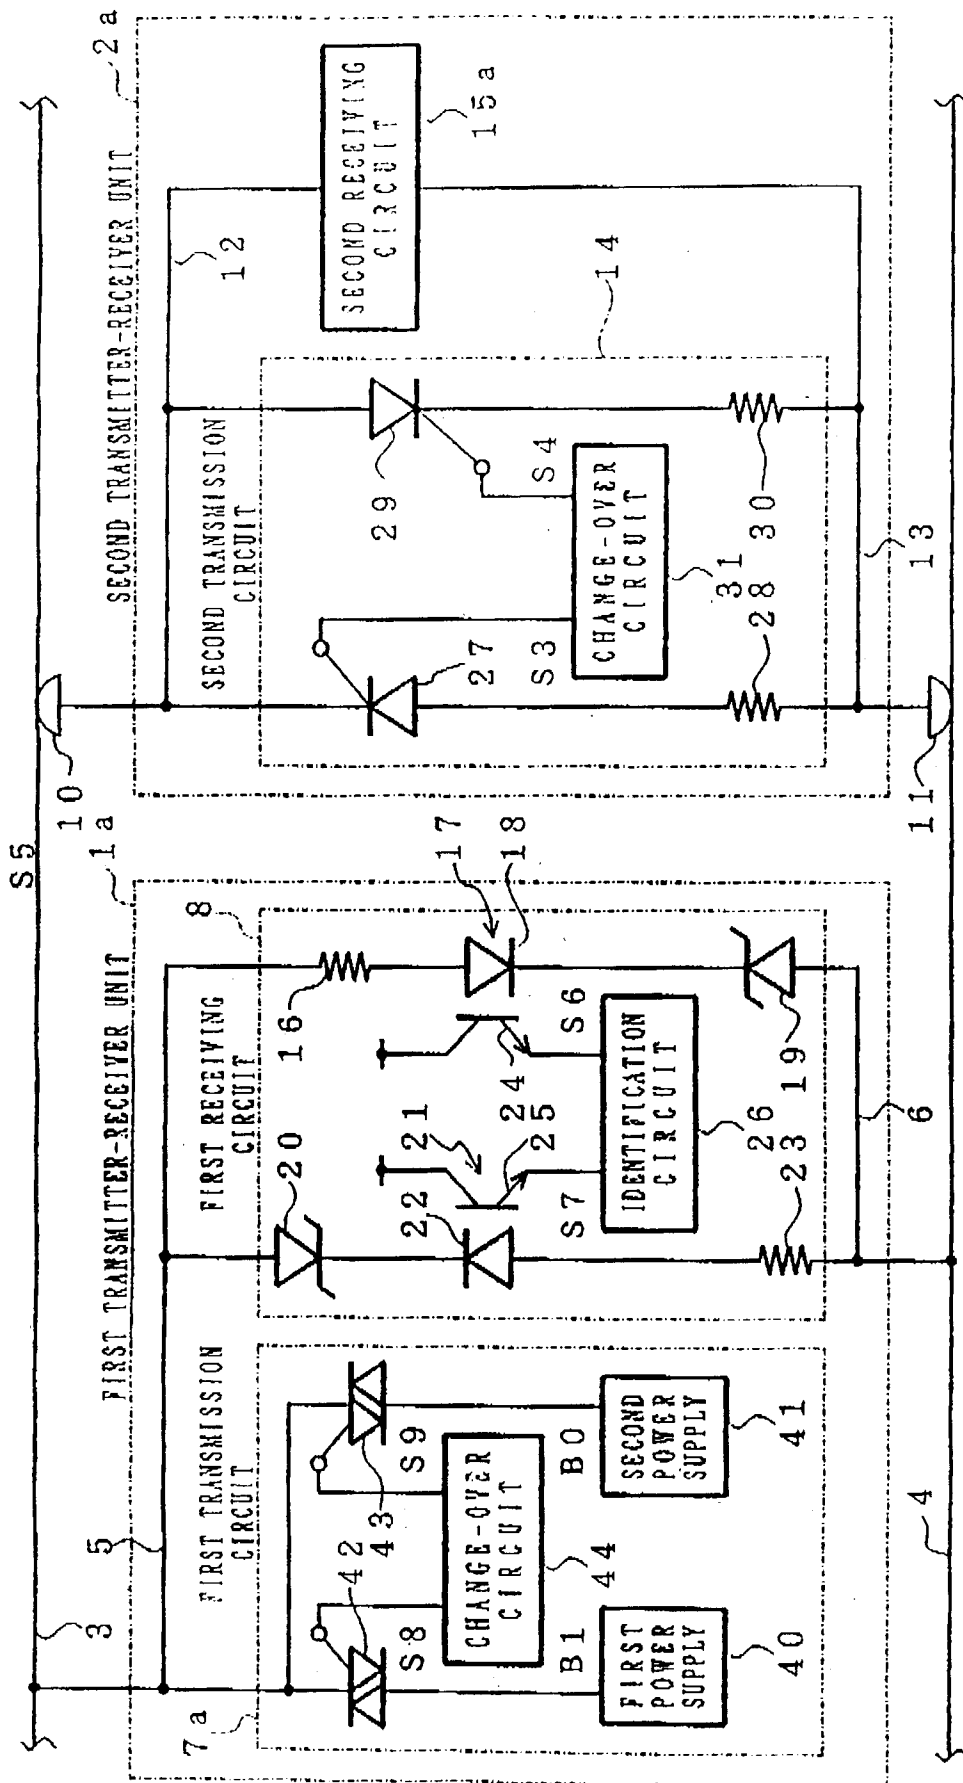 S5
3
5
FIRST TRANSMITTER-RECEIVER UNIT
1a
FIRST TRANSMISSION
CIRCUIT
7a
42
43
S8
S9
CHANGE-OVER
CIRCUIT
44
B1
B0
FIRST
POWER
SUPPLY
40
SECOND
POWER
SUPPLY
41
4
FIRST RECEIVING
CIRCUIT
8
20
16
21
22
17
18
24
25
S7
S6
IDENTIFICATION
CIRCUIT
26
23
19
6
10
11
SECOND TRANSMITTER-RECEIVER UNIT
2a
SECOND TRANSMISSION
CIRCUIT
12
27
29
S3
S4
CHANGE-OVER
CIRCUIT
31
28
30
13
14
SECOND RECEIVING
CIRCUIT
15a